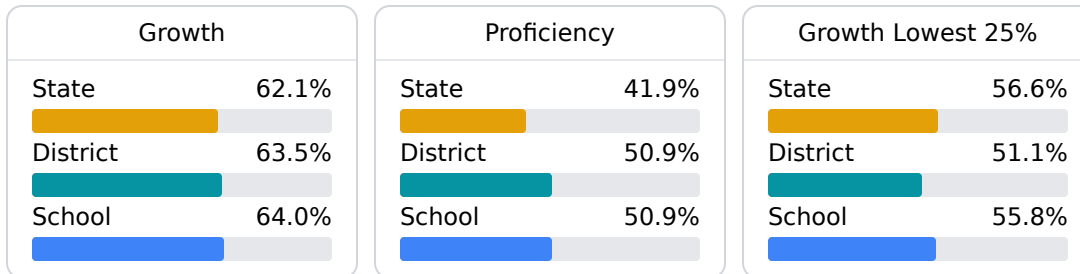 Growth
State 62.1%
District 63.5%
School 64.0%
Proficiency
State 41.9%
District 50.9%
School 50.9%
Growth Lowest 25%
State 56.6%
District 51.1%
School 55.8%